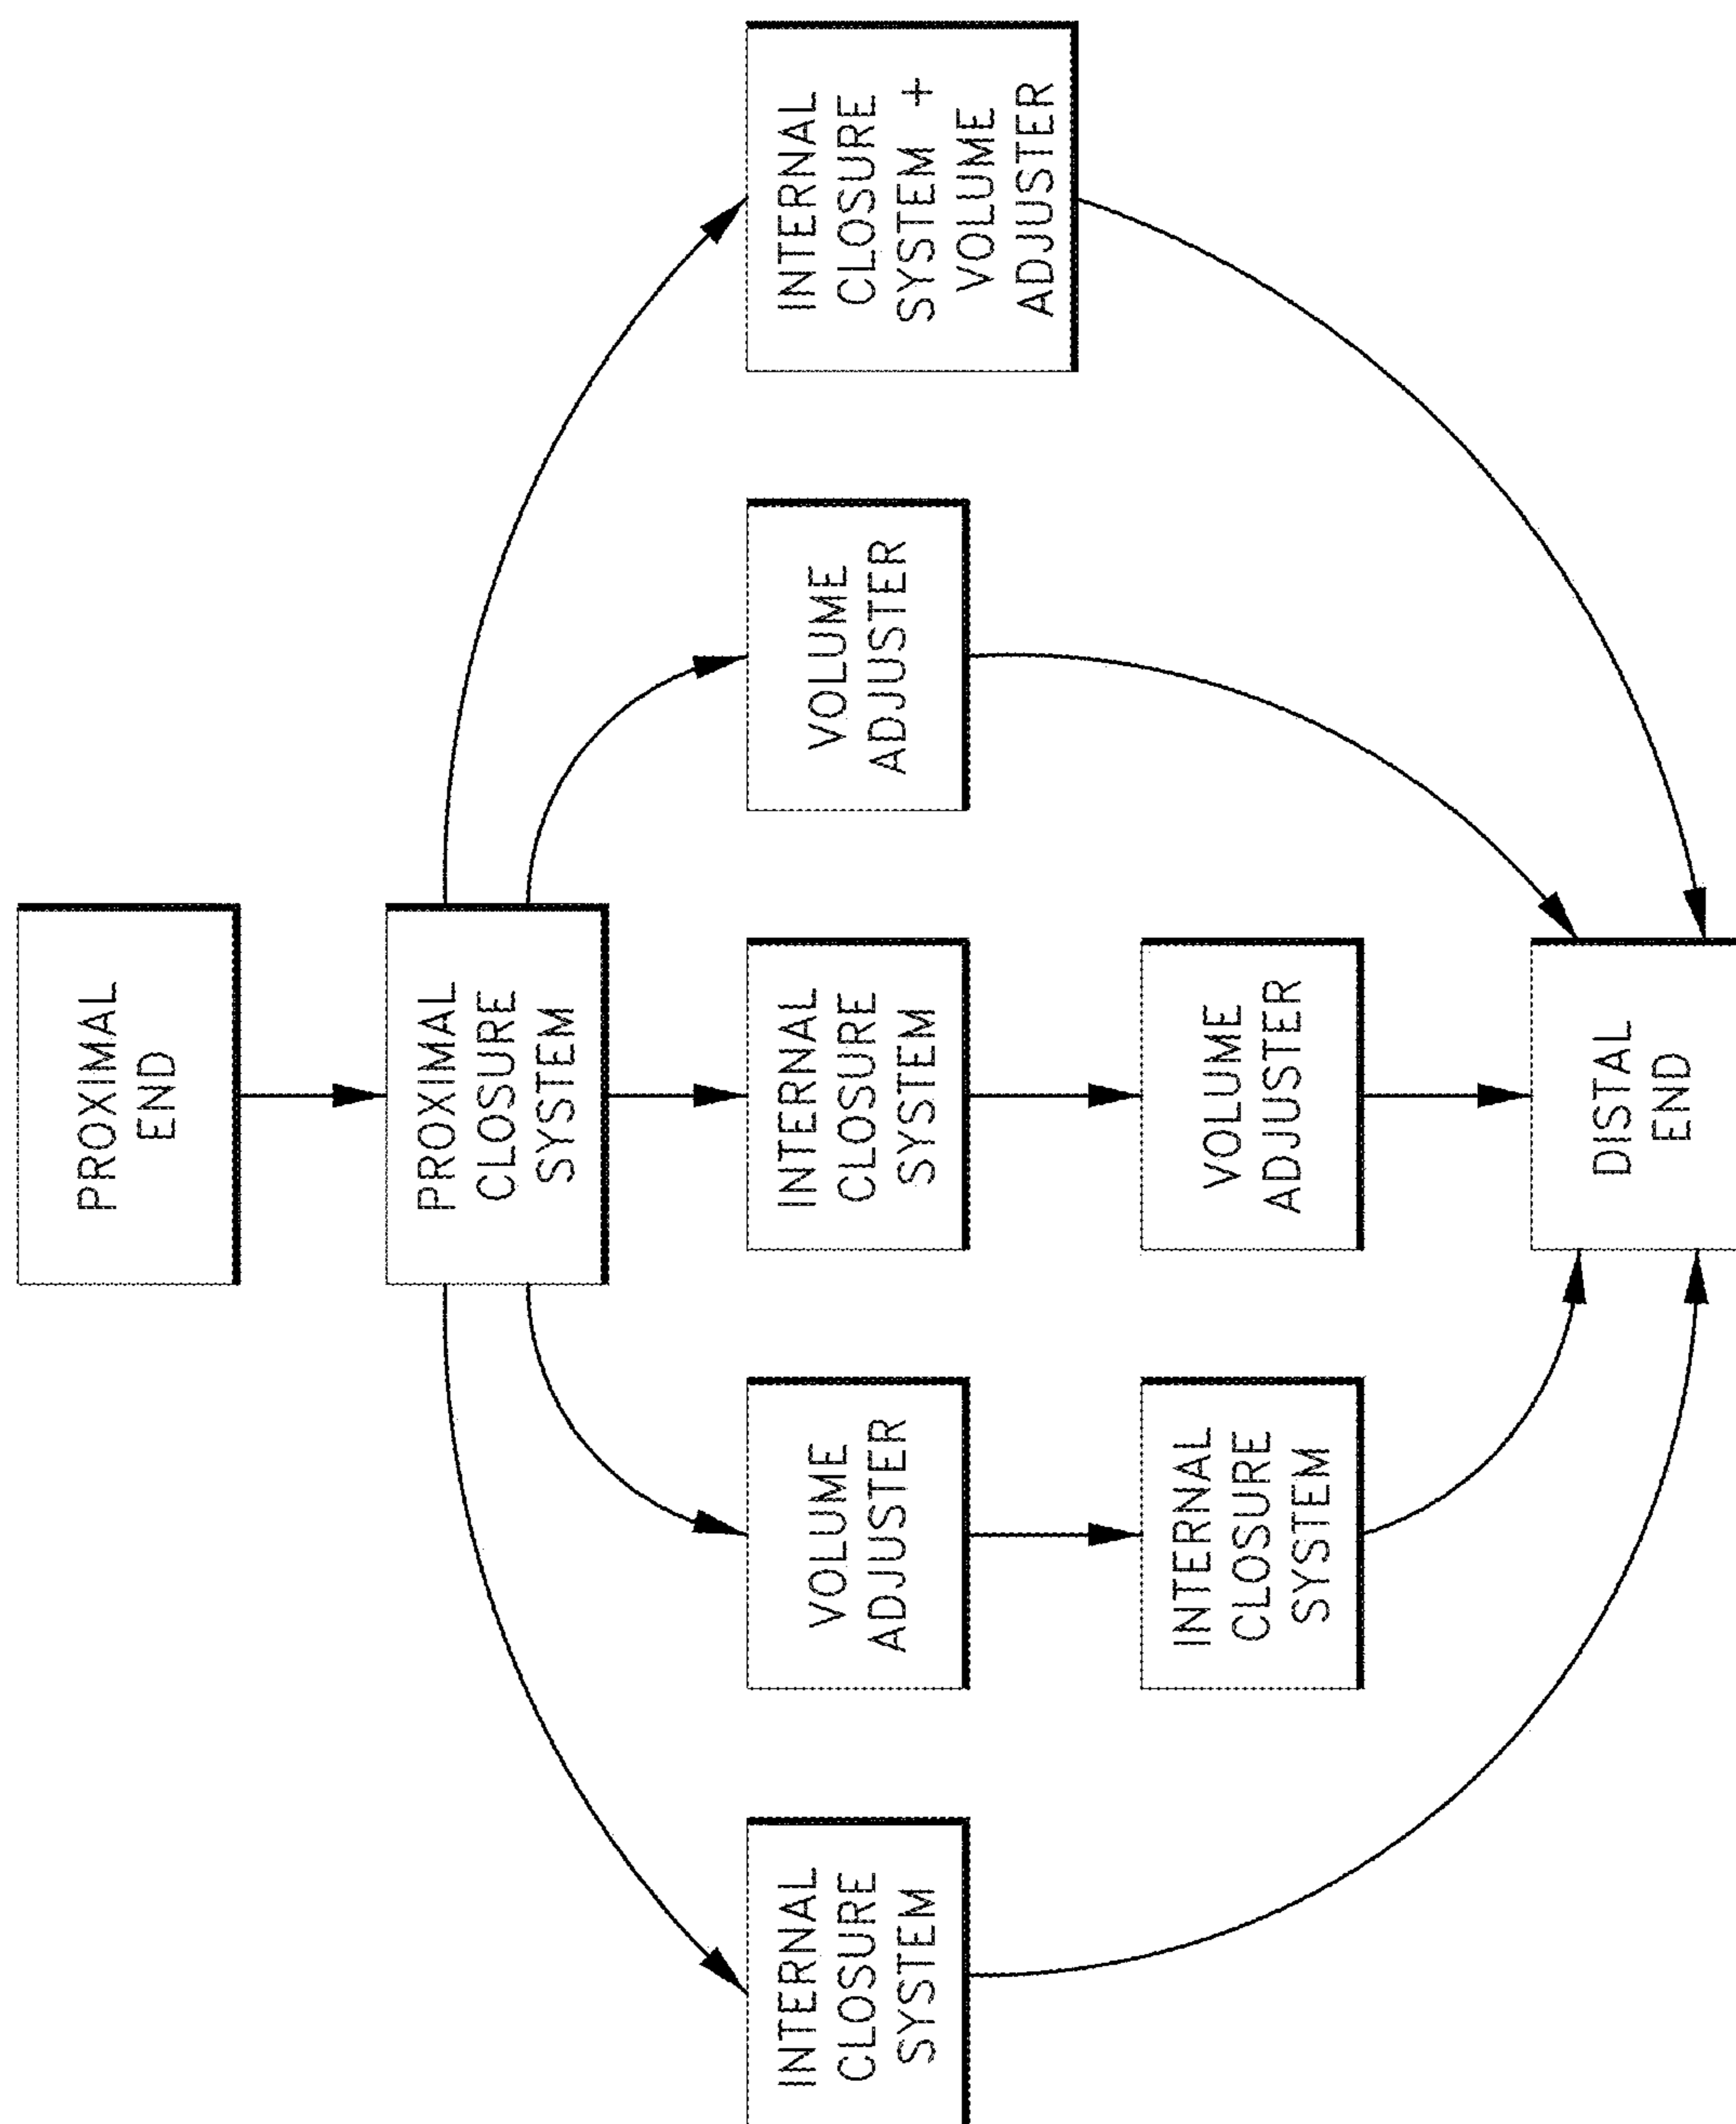 PROXIMAL
END
PROXIMAL
CLOSURE
SYSTEM
INTERNAL
CLOSURE
SYSTEM
VOLUME
ADJUSTER
INTERNAL
CLOSURE
SYSTEM
VOLUME
ADJUSTER
INTERNAL
CLOSURE
SYSTEM +
VOLUME
ADJUSTER
INTERNAL
CLOSURE
SYSTEM
VOLUME
ADJUSTER
DISTAL
END